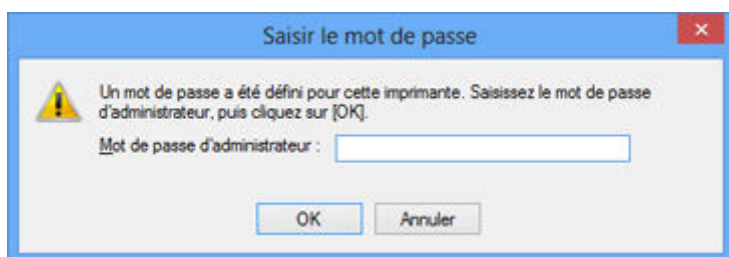 Saisir le mot de passe
Un mot de passe a été défini pour cette imprimante. Saisissez le mot de passe
d'administrateur, puis cliquez sur [OK].
Mot de passe d'administrateur :
OK Annuler